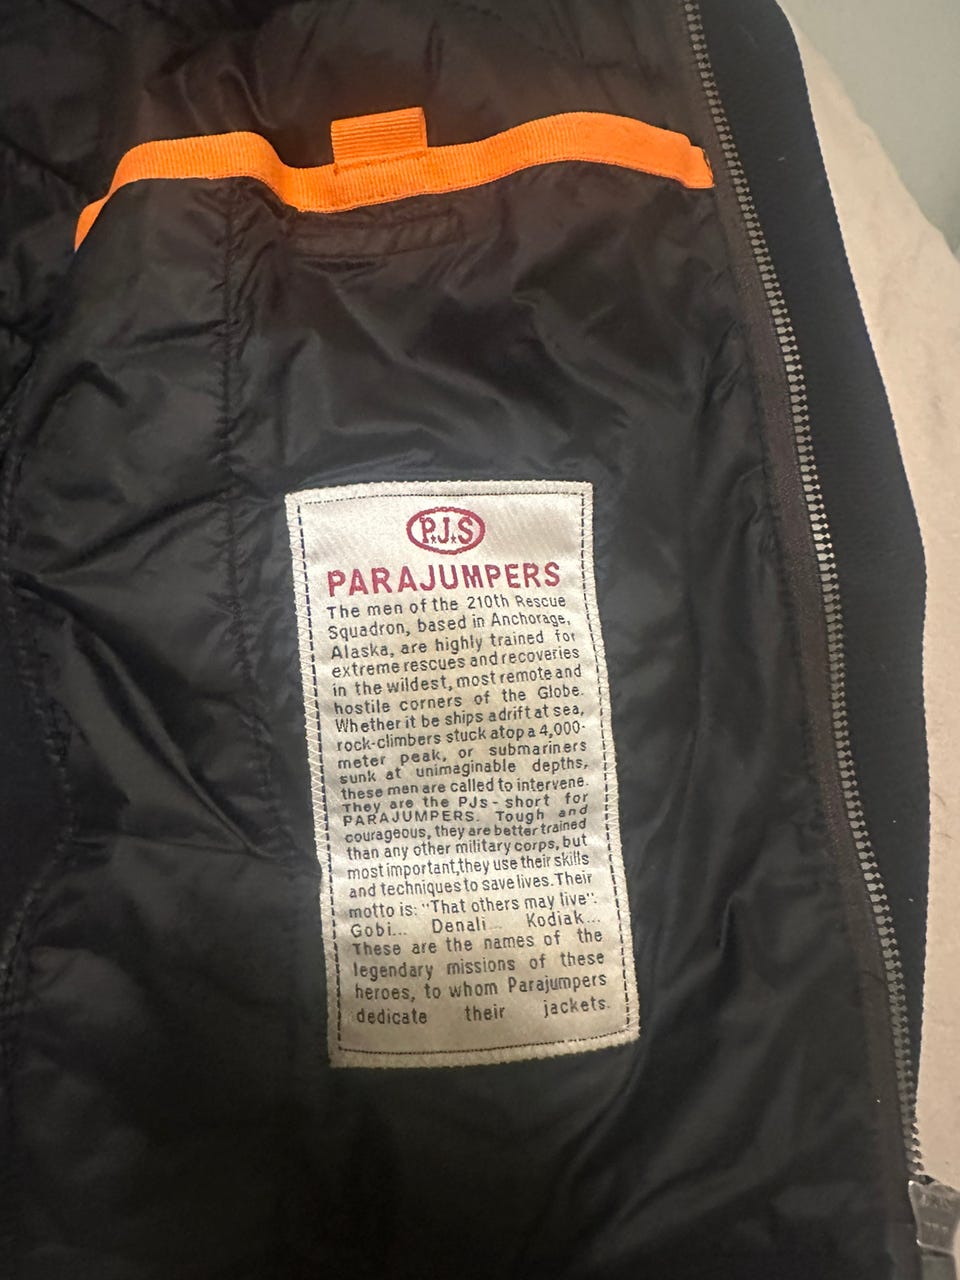 P.J.S
PARAJUMPERS
The men of the 210th Rescue
Squadron, based in Anchorage,
Alaska, are highly trained for
extreme rescues and recoveries
in the wildest, most remote and
hostile corners of the Globe.
Whether it be ships adrift at sea,
rock-climbers stuck atop a 4,000-
meter peak, or submariners
sunk at unimaginable depths,
these men are called to intervene.
They are the PJs - short for
PARAJUMPERS. Tough and
courageous, they are better trained
than any other military corps, but
most important,they use their skills
and techniques to save lives. Their
motto is: "That others may live".
Gobi... Denali... Kodiak...
These are the names of the
legendary missions of these
heroes, to whom Parajumpers
dedicate their jackets.